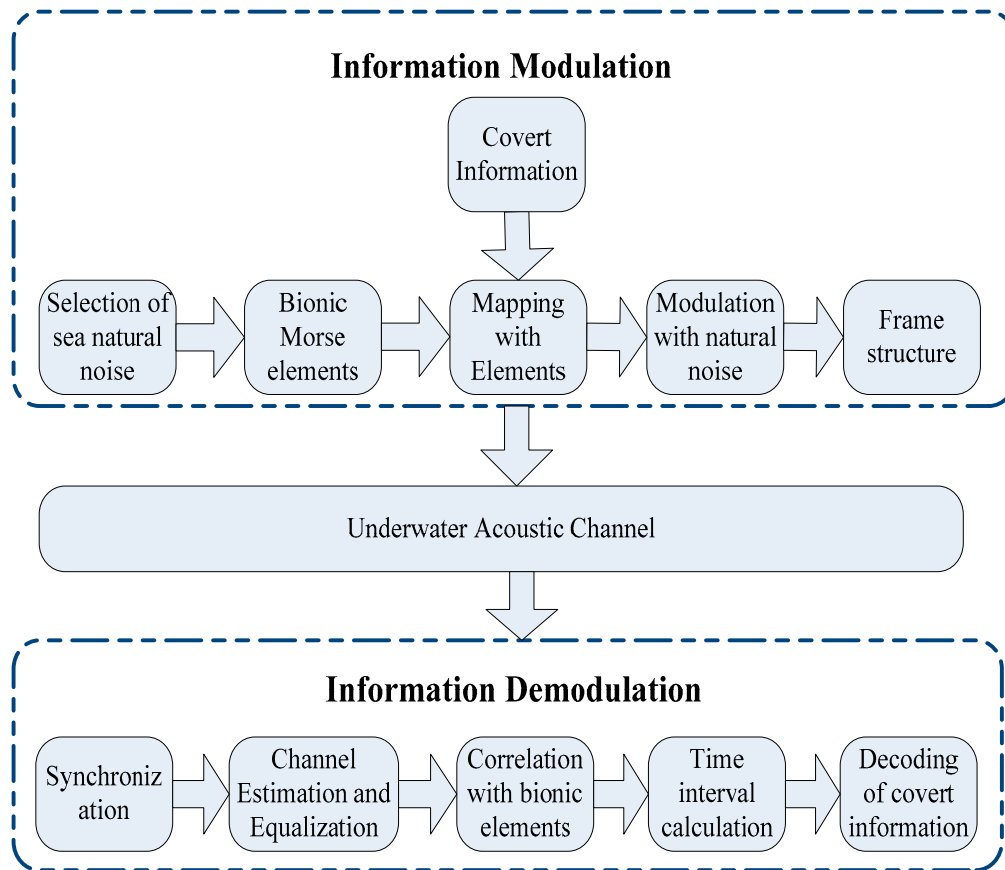 Information Modulation
Covert
Information
Selection of
sea natural
noise
Bionic
Morse
elements
Mapping
with
Elements
Modulation
with natural
noise
Frame
structure
Underwater Acoustic Channel
Information Demodulation
Synchroniz
ation
Channel
Estimation and
Equalization
Correlation
with bionic
elements
Time
interval
calculation
Decoding
of covert
information